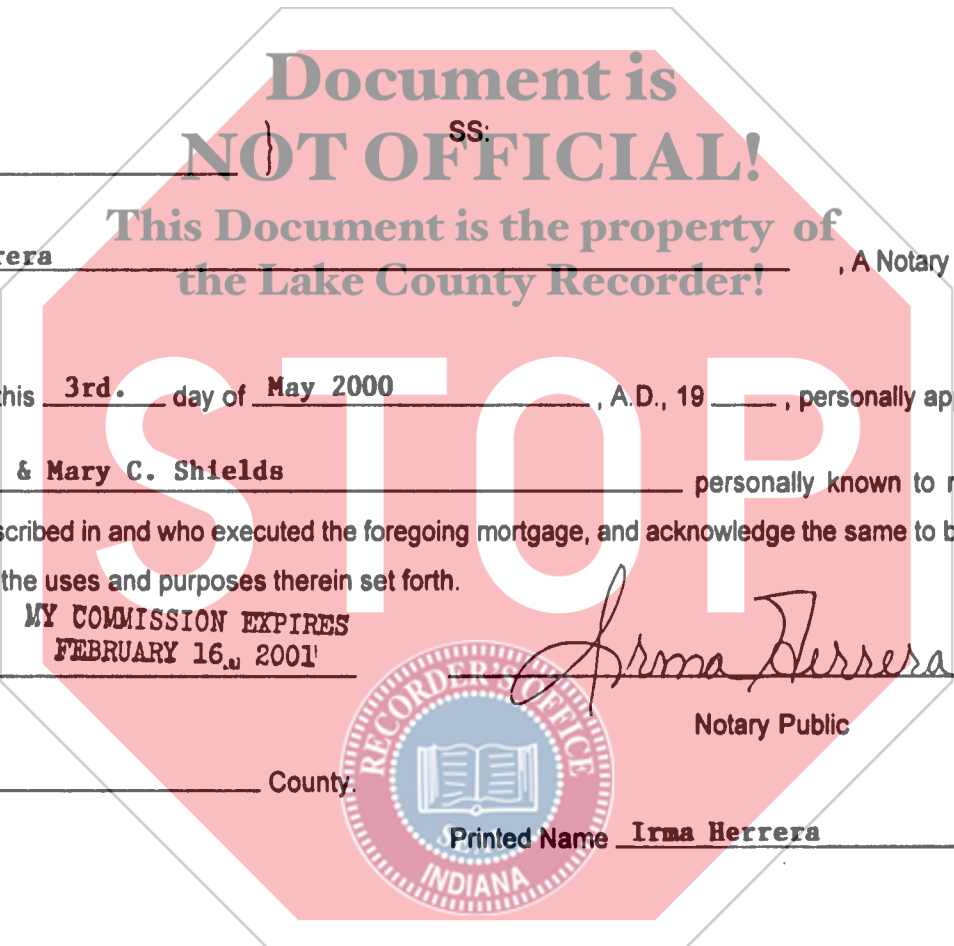 Document is
SS:
NOT OFFICIAL!
This Document is the property of
rera , A Notary
the Lake County Recorder!
STOP
this 3rd. day of May 2000 , A.D., 19 , personally ap
& Mary C. Shields personally known to
scribed in and who executed the foregoing mortgage, and acknowledge the same to b
the uses and purposes therein set forth.
MY COMMISSION EXPIRES
FEBRUARY 16, 2001
Irma Herrera
Notary Public
RECORDER'S OFFICE
County.
Printed Name Irma Herrera
INDIANA